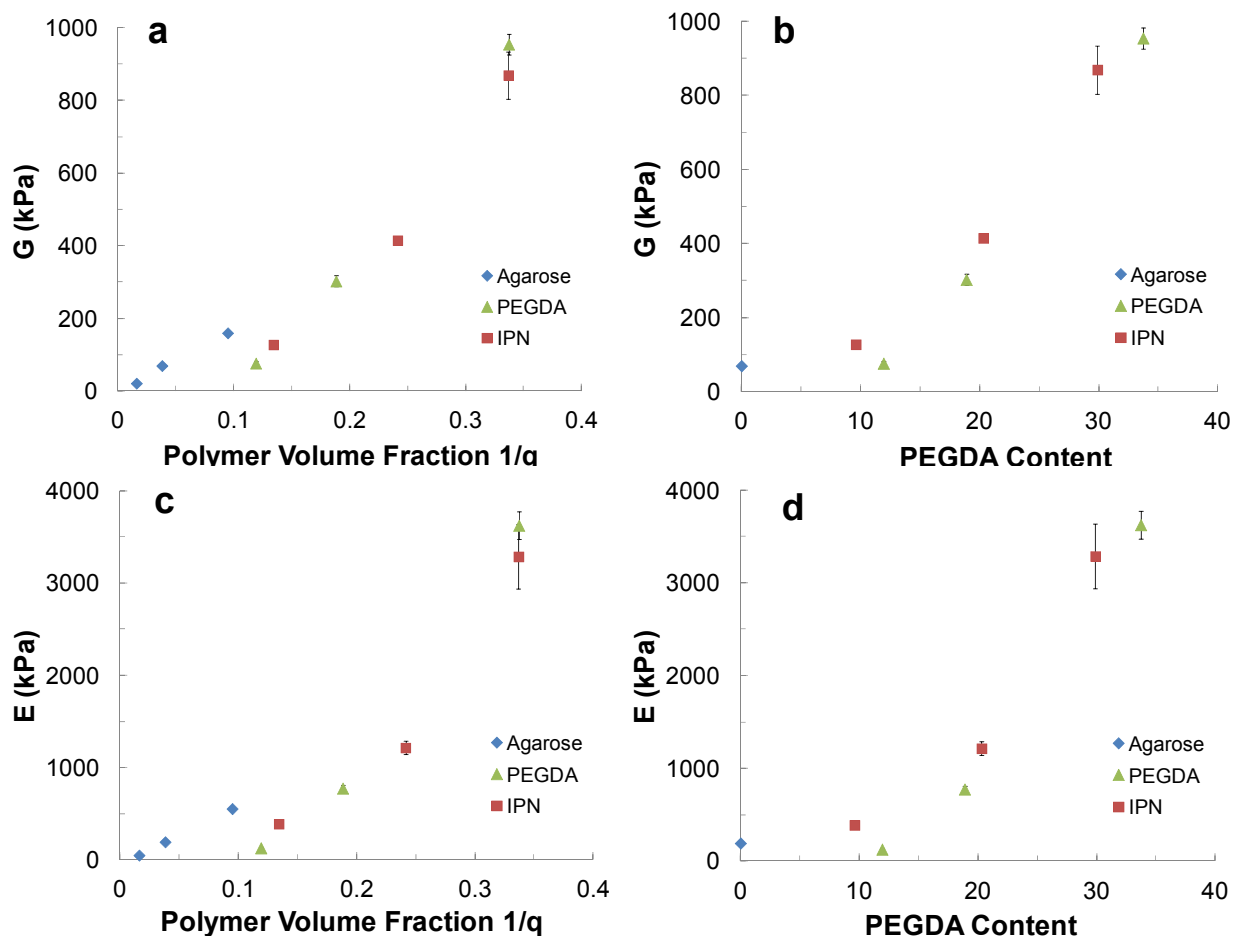 a
1000
800
600
400
200
0
G (kPa)
Agarose
PEGDA
IPN
0 0.1 0.2 0.3 0.4
Polymer Volume Fraction 1/q
b
1000
800
600
400
200
0
G (kPa)
Agarose
PEGDA
IPN
0 10 20 30 40
PEGDA Content
c
4000
3000
2000
1000
0
E (kPa)
Agarose
PEGDA
IPN
0 0.1 0.2 0.3 0.4
Polymer Volume Fraction 1/q
d
4000
3000
2000
1000
0
E (kPa)
Agarose
PEGDA
IPN
0 10 20 30 40
PEGDA Content